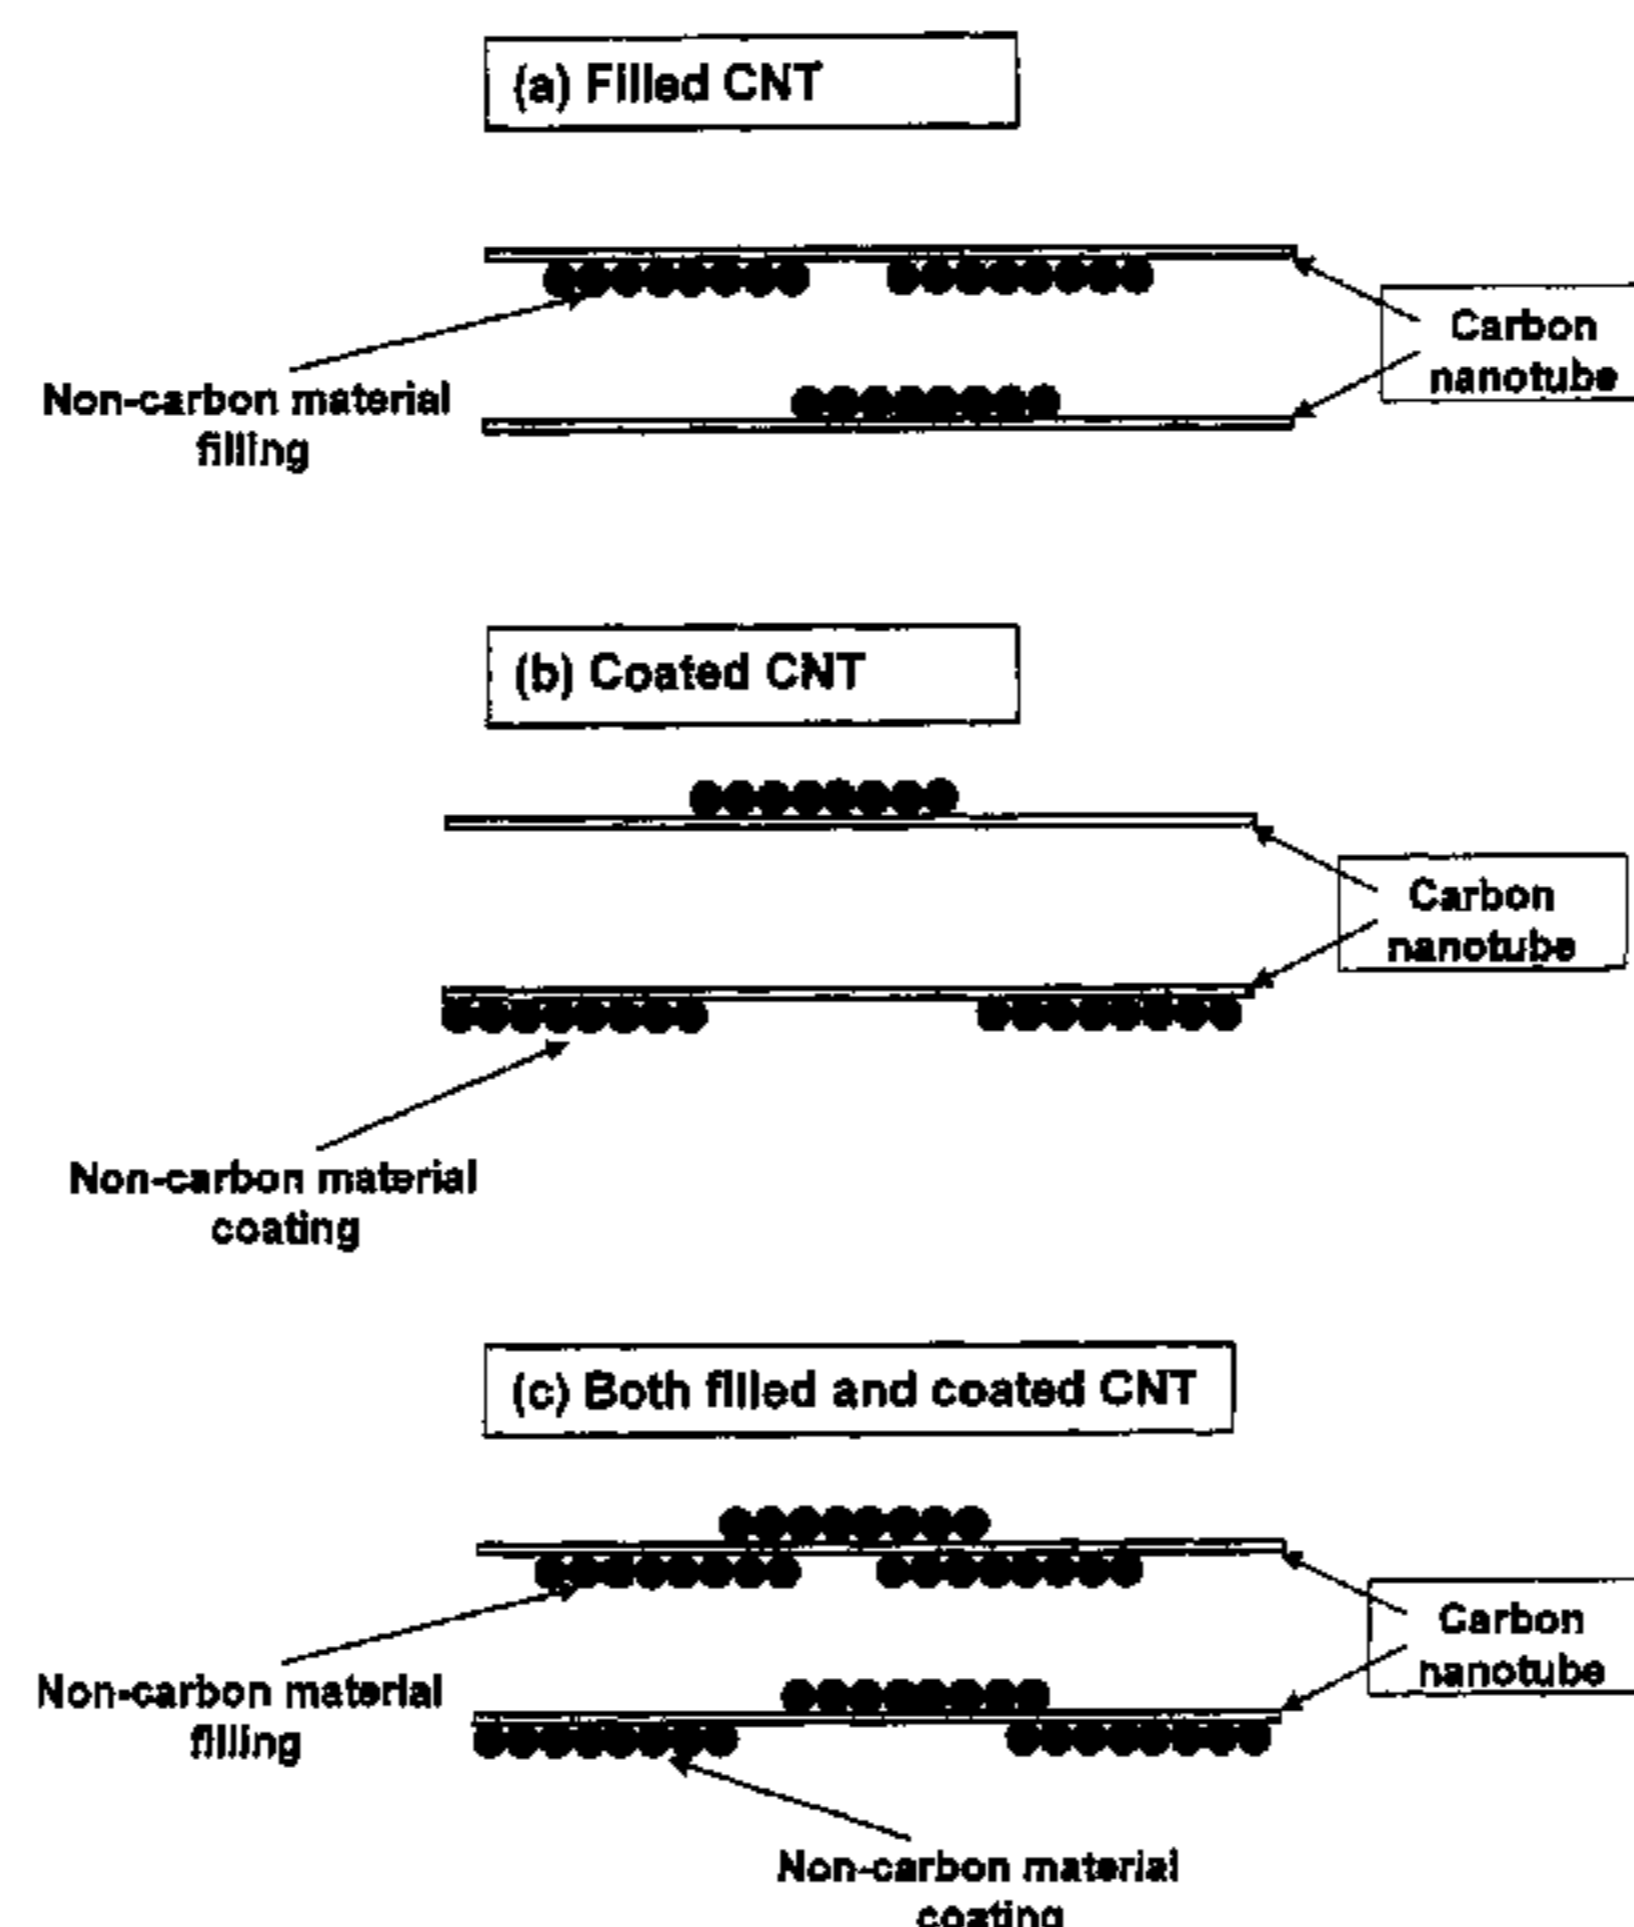 (a) Filled CNT
Carbon
nanotube
Non-carbon material
filling
(b) Coated CNT
Carbon
nanotube
Non-carbon material
coating
(c) Both filled and coated CNT
Carbon
nanotube
Non-carbon material
filling
Non-carbon material
coating